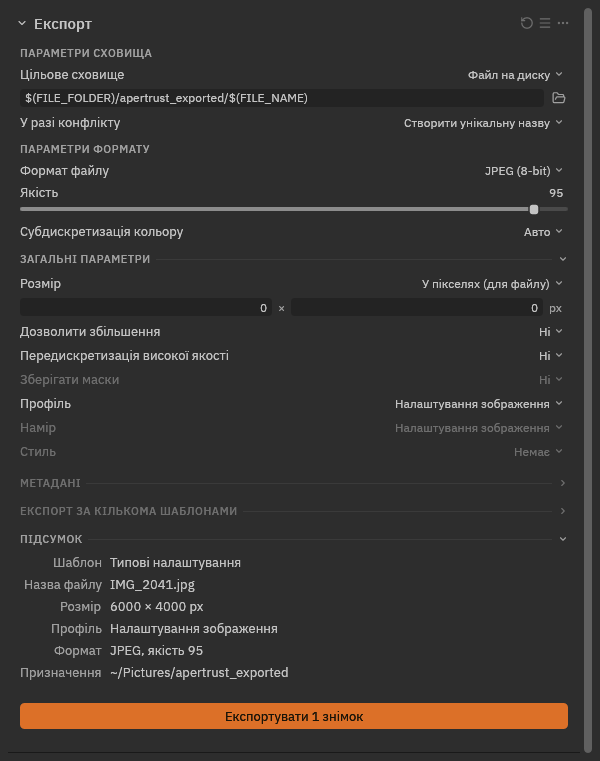 Експорт
ПАРАМЕТРИ СХОВИЩА
Цільове сховище Файл на диску
$(FILE_FOLDER)/apertrust_exported/$(FILE_NAME)
У разі конфлікту Створити унікальну назву
ПАРАМЕТРИ ФОРМАТУ
Формат файлу JPEG (8-bit)
Якість 95
Субдискретизація кольору Авто
ЗАГАЛЬНІ ПАРАМЕТРИ
Розмір У пікселях (для файлу)
0 × 0 px
Дозволити збільшення Ні
Передискретизація високої якості Ні
Зберігати маски Ні
Профіль Налаштування зображення
Намір Налаштування зображення
Стиль Немає
МЕТАДАНІ
ЕКСПОРТ ЗА КІЛЬКОМА ШАБЛОНАМИ
ПІДСУМОК
Шаблон Типові налаштування
Назва файлу IMG_2041.jpg
Розмір 6000 × 4000 px
Профіль Налаштування зображення
Формат JPEG, якість 95
Призначення ~/Pictures/apertrust_exported
Експортувати 1 знімок